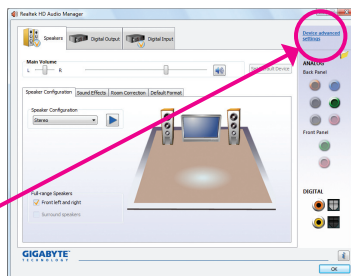 Realtek HD Audio Manager
Speakers
Digital Output
Digital Input
Device advanced
settings
Main Volume
L
R
Set Default Device
ANALOG
Back Panel
Speaker Configuration
Sound Effects
Room Correction
Default Format
Speaker Configuration
Stereo
Front Panel
Full-range Speakers
Front left and right
Surround speakers
DIGITAL
GIGABYTE
TECHNOLOGY
OK